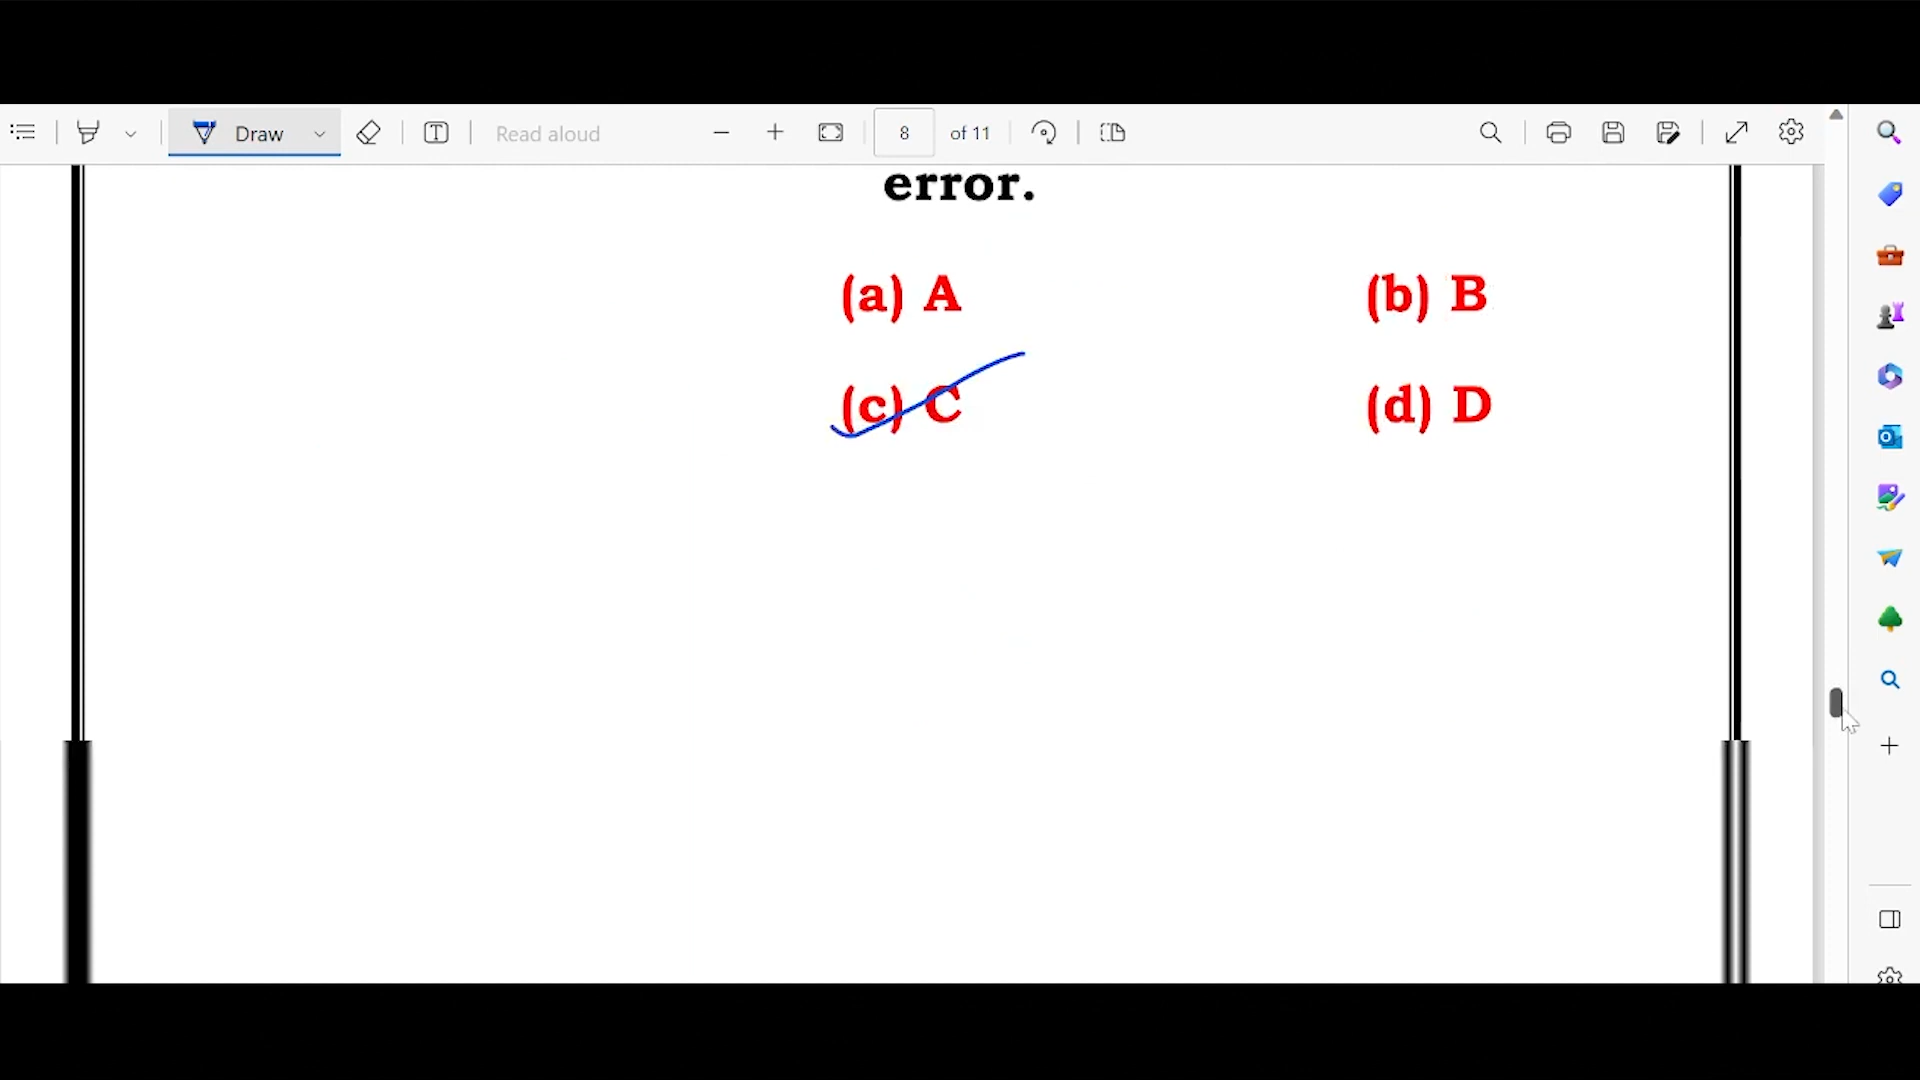 Draw
Read aloud
8
of 11
error.
(a) A
(b) B
(c) C
(d) D